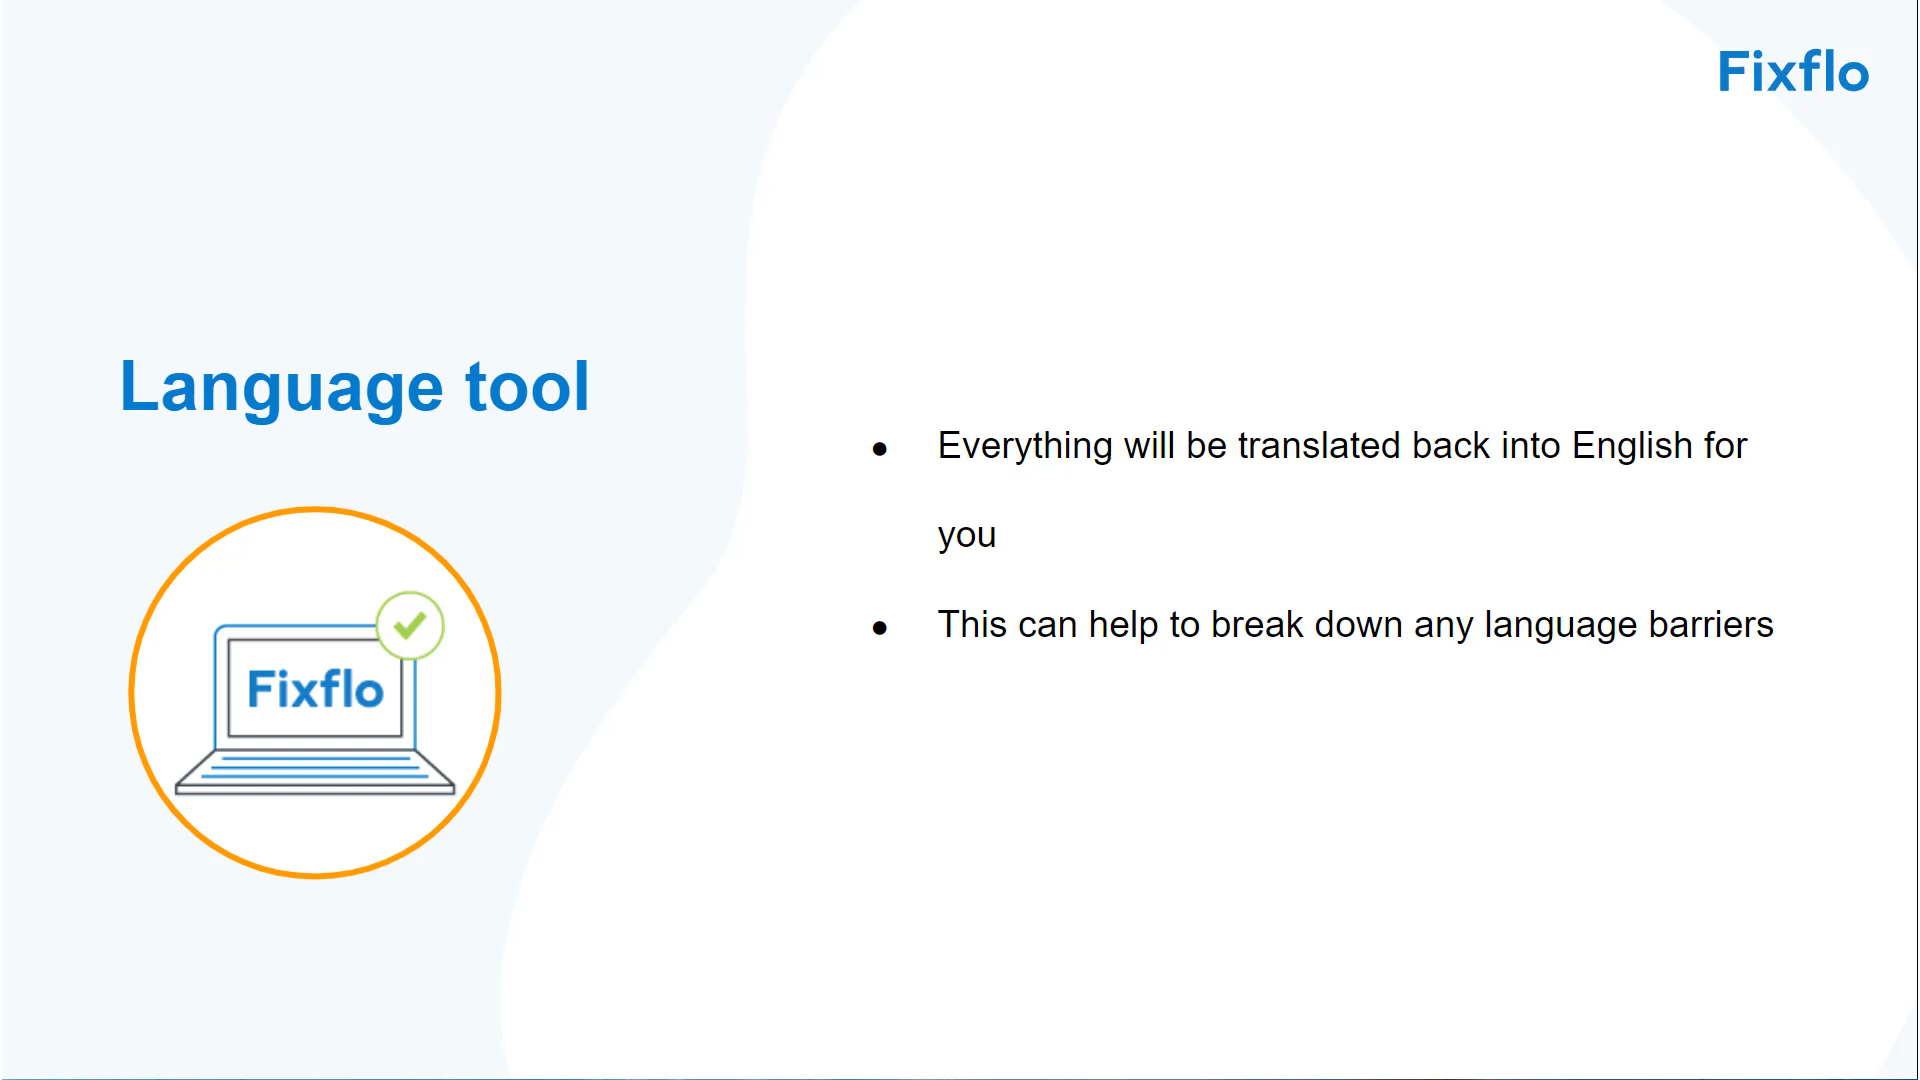 Fixflo
Language tool
Fixflo
● Everything will be translated back into English for
you
● This can help to break down any language barriers